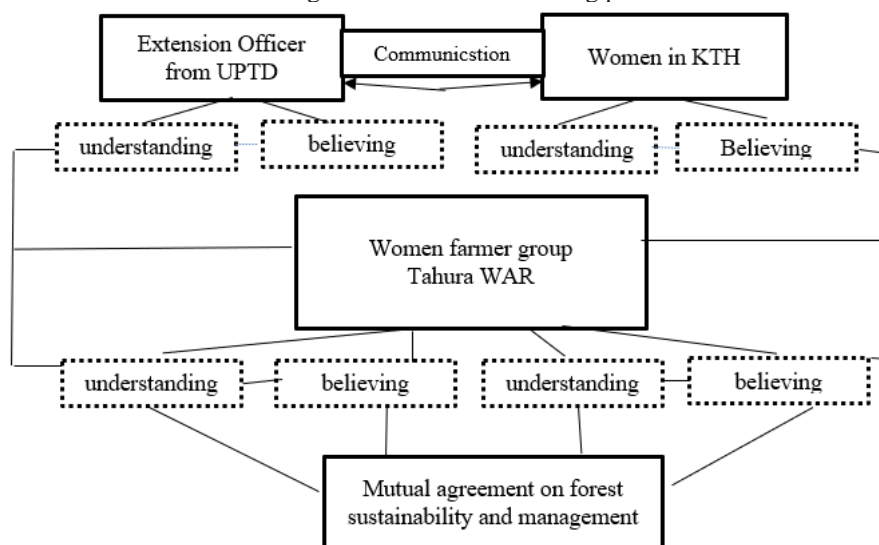 Extension Officer
from UPTD
Communicstion
Women in KTH
understanding
believing
understanding
Believing
Women farmer group
Tahura WAR
understanding
believing
understanding
believing
Mutual agreement on forest
sustainability and management